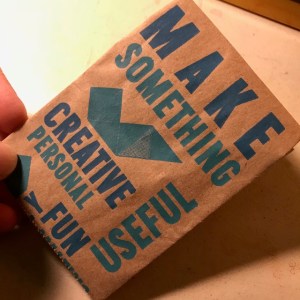 MAKE
SOMETHING
CREATIVE
PERSONAL
FUN
USEFUL